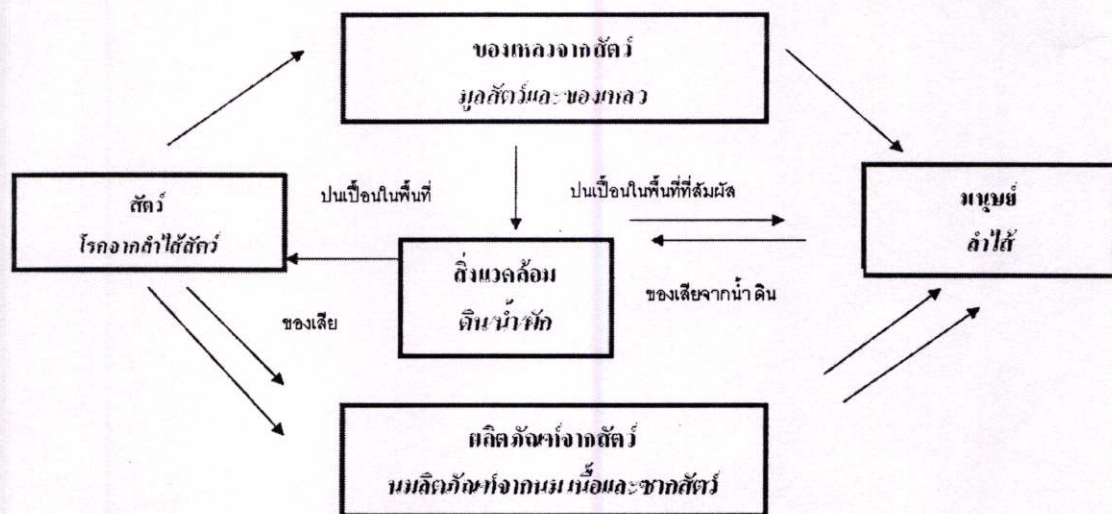 ของเหลวจากสัตว์
มูลสัตว์และของเหลว
สัตว์
โรคจากลำไส้สัตว์
ปนเปื้อนในพื้นที่
ปนเปื้อนในพื้นที่ที่สัมผัส
มนุษย์
ลำไส้
สิ่งแวดล้อม
ดิน/น้ำ/ผัก
ของเสีย
ของเสียจากน้ำ ดิน
ผลิตภัณฑ์จากสัตว์
นมผลิตภัณฑ์จากนม เนื้อและซากสัตว์